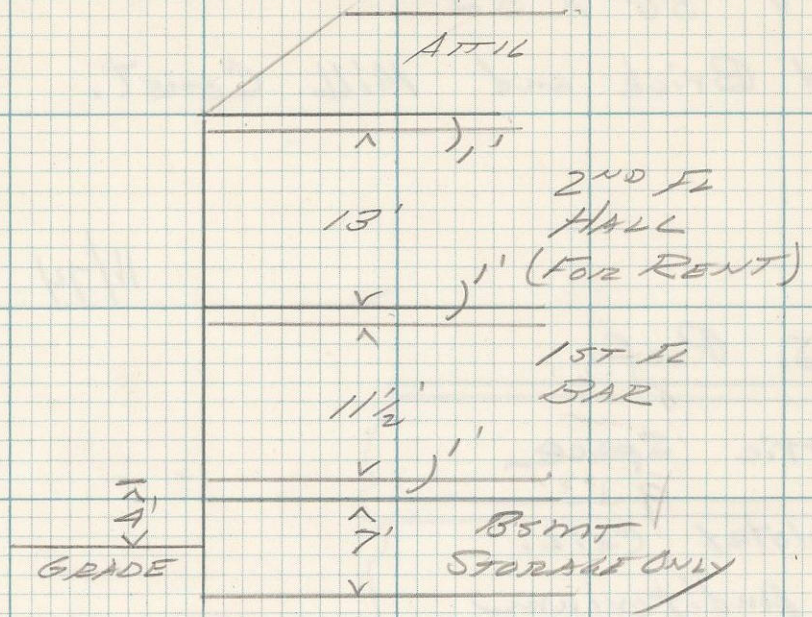 ATTIC
1'
13'
2ND FL
HALL
(FOR RENT)
1'
1ST FL
BAR
11½'
1'
4'
GRADE
7'
BSMT
STORAGE ONLY